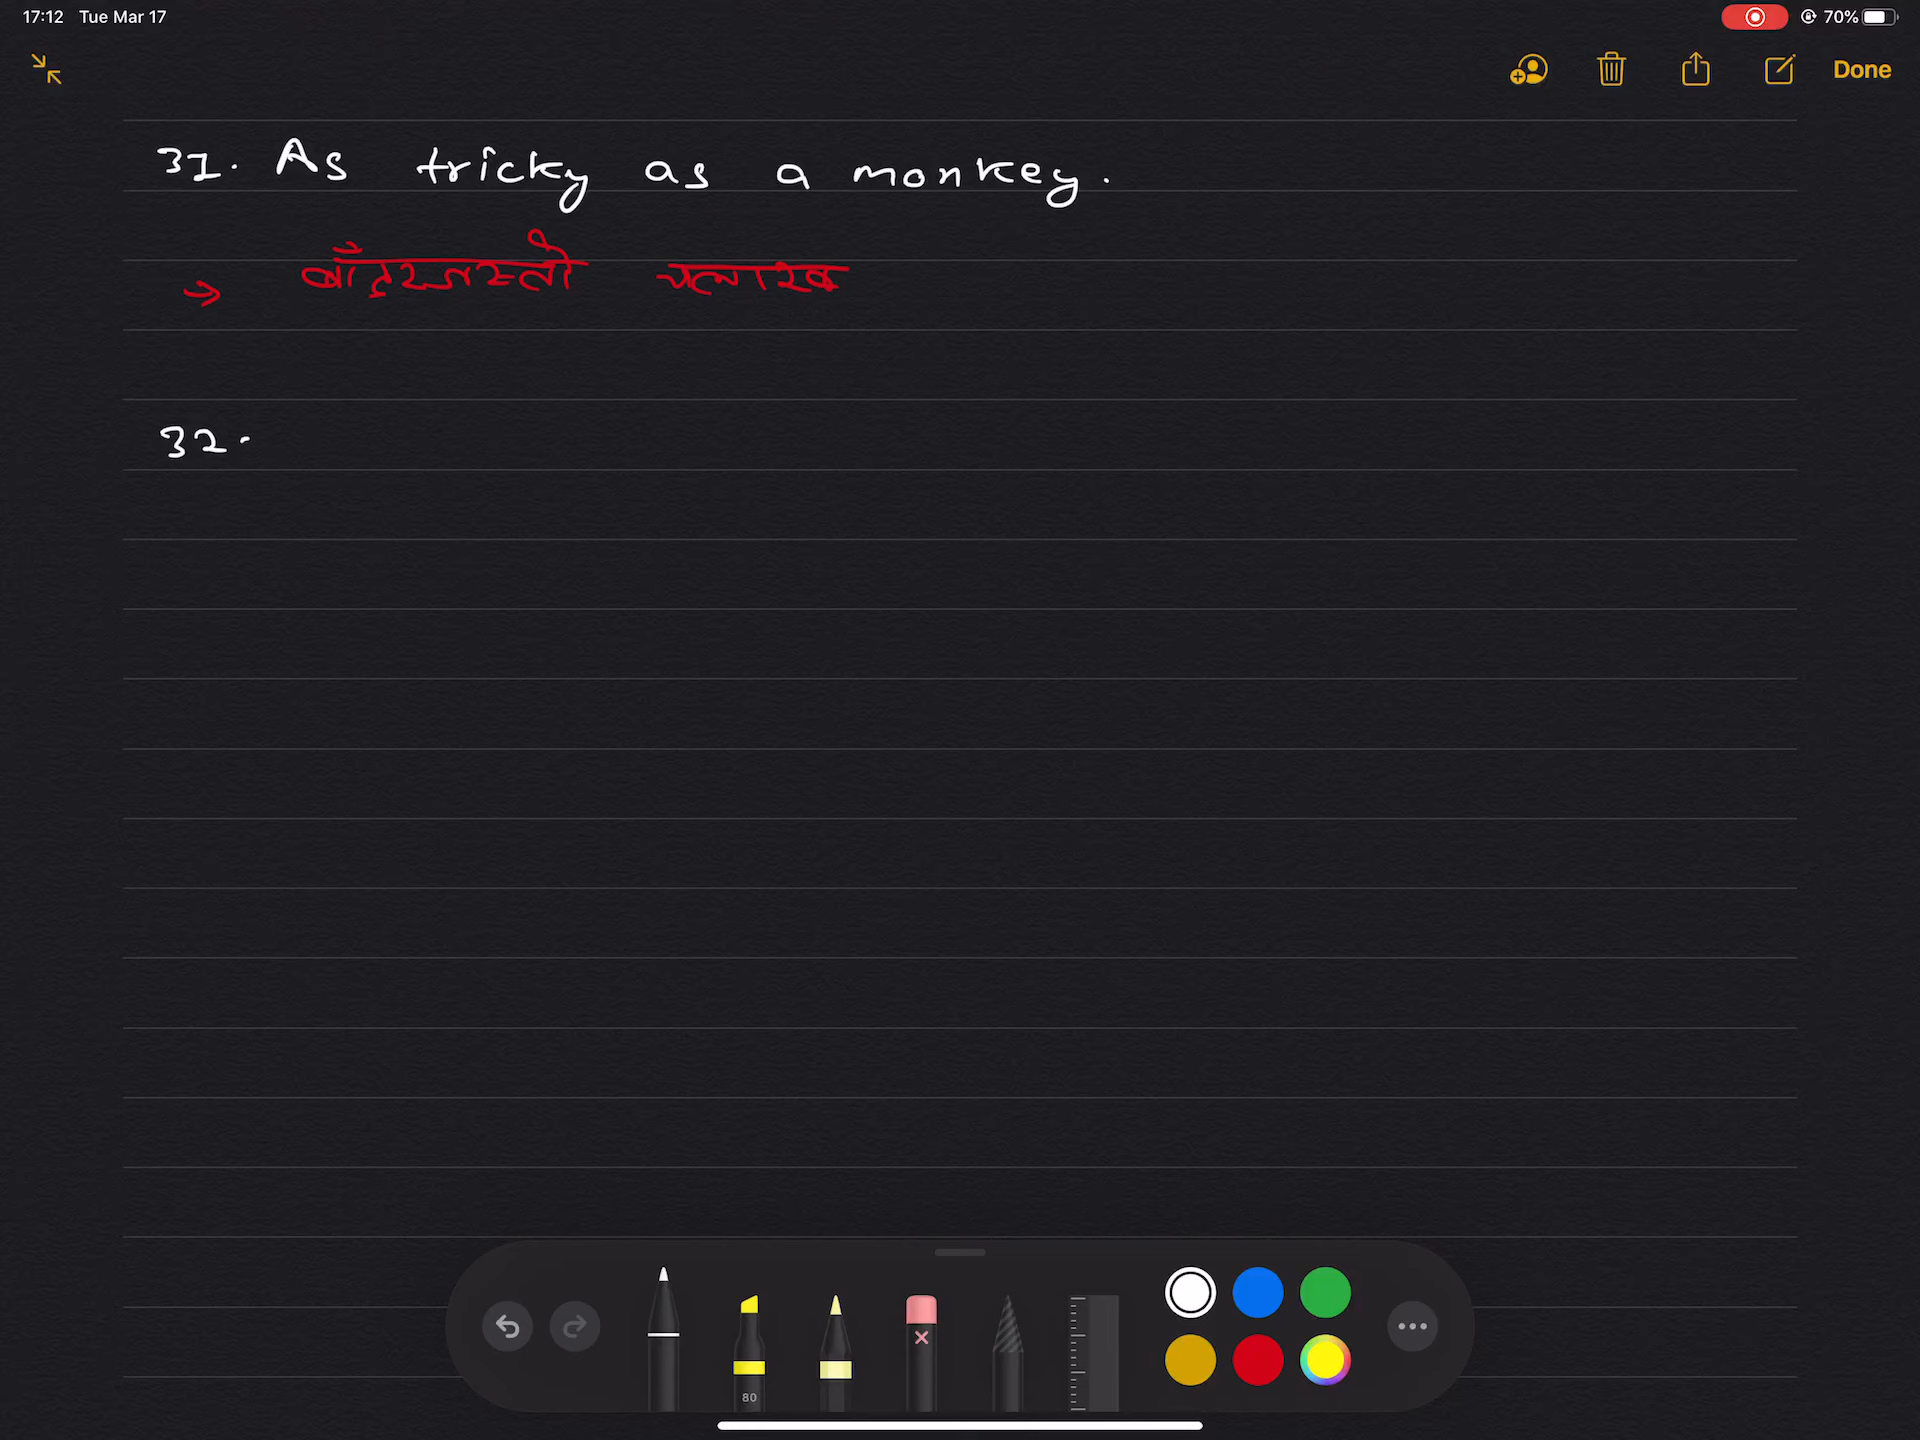 17:12 Tue Mar 17
70%
Done
31. As tricky as a monkey.
→ बाँदरजस्तो चलाख
32.
80